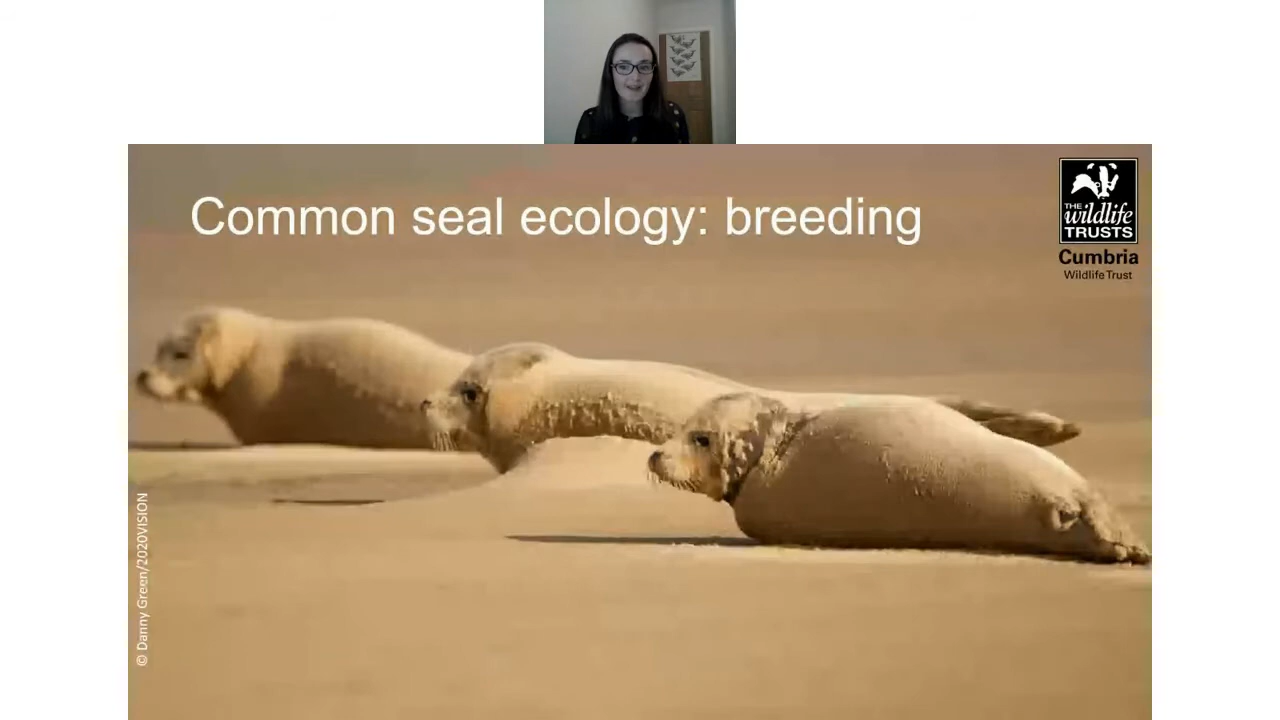 Common seal ecology: breeding
THE
wildlife
TRUSTS
Cumbria
Wildlife Trust
© Danny Green/2020VISION